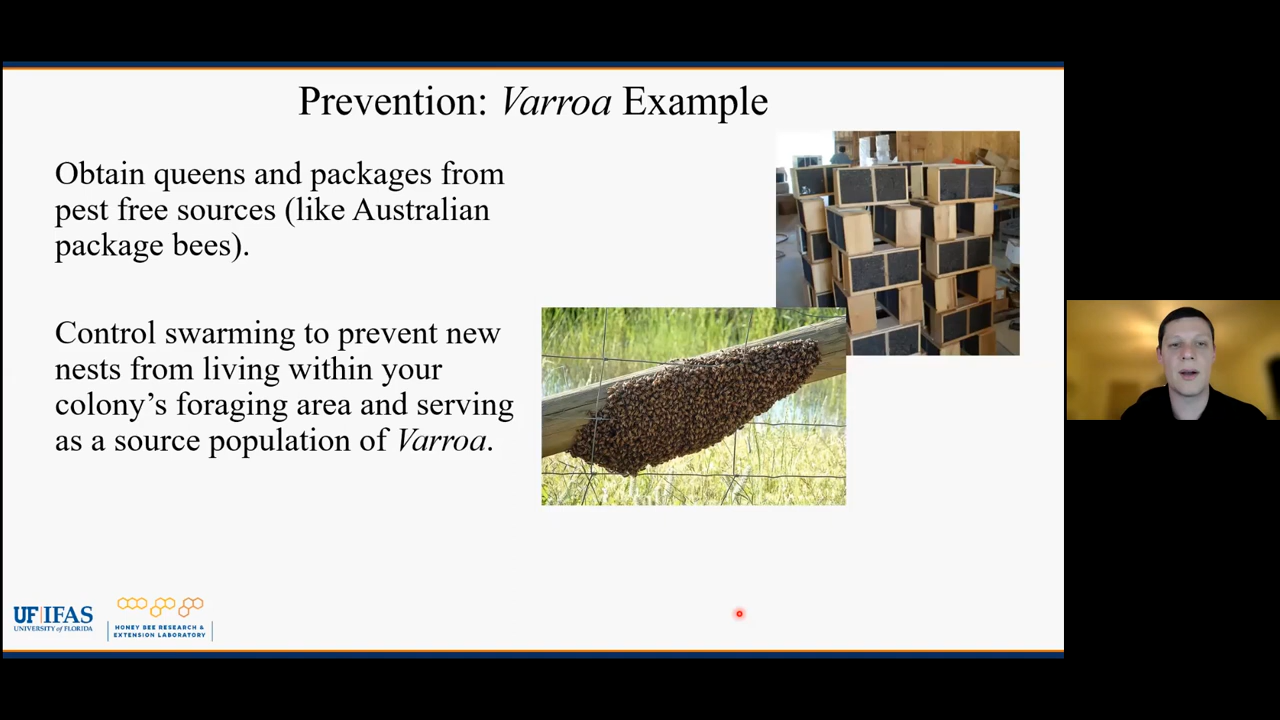 Prevention: Varroa Example
Obtain queens and packages from
pest free sources (like Australian
package bees).
Control swarming to prevent new
nests from living within your
colony’s foraging area and serving
as a source population of Varroa.
UF|IFAS
UNIVERSITY of FLORIDA
HONEY BEE RESEARCH &
EXTENSION LABORATORY